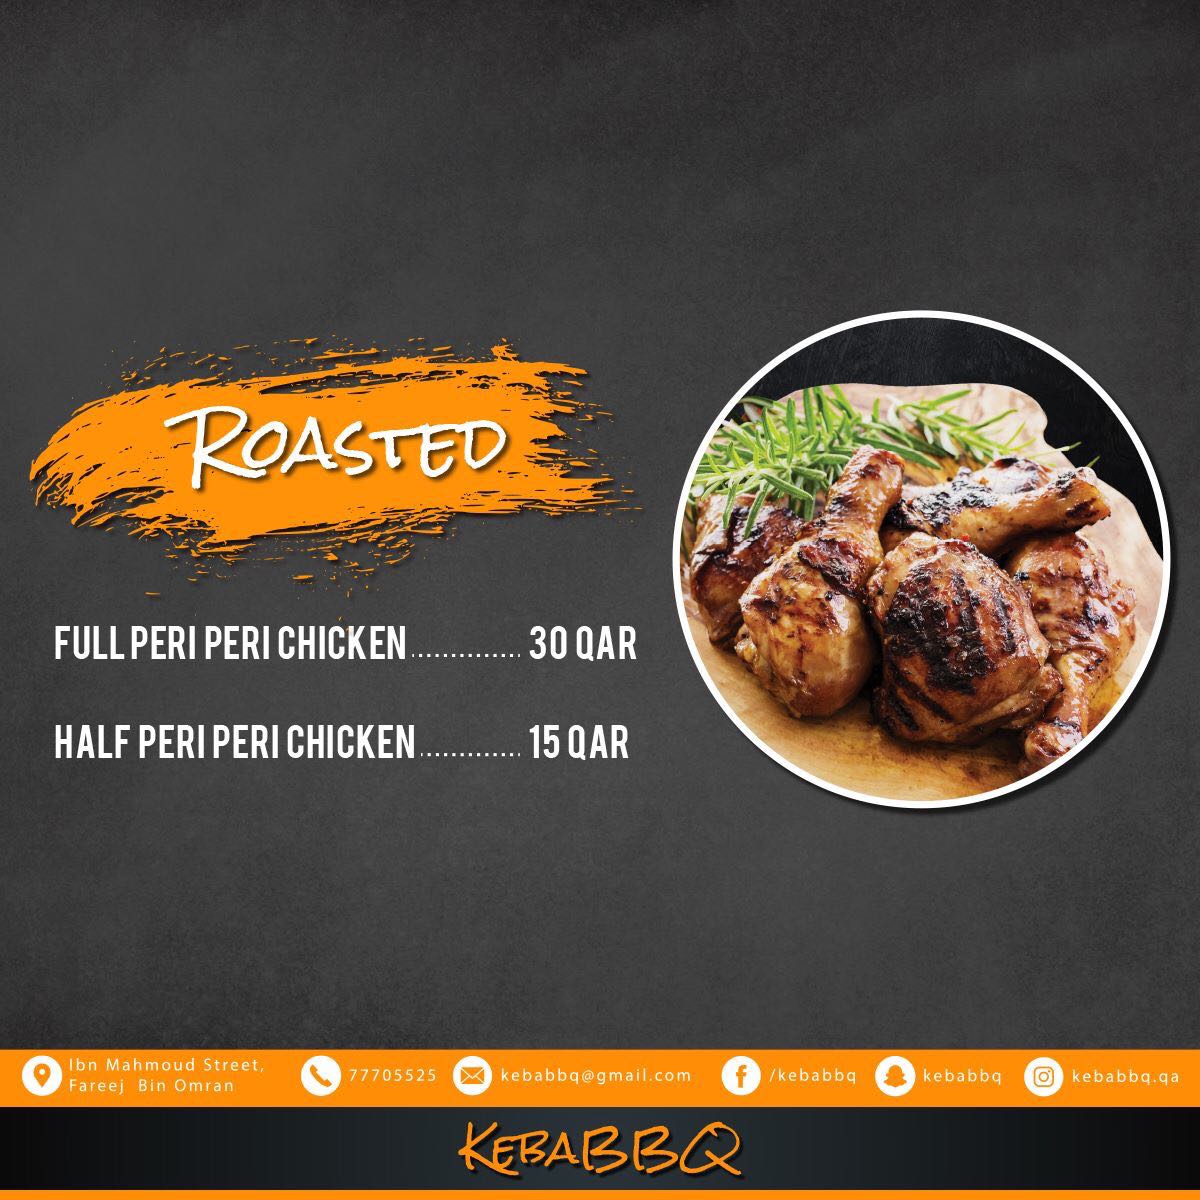 Roasted
FULL PERI PERI CHICKEN.............. 30 QAR
HALF PERI PERI CHICKEN............. 15 QAR
Ibn Mahmoud Street,
Fareej Bin Omran
77705525
kebabbq@gmail.com
/kebabbq
kebabbq
kebabbq.qa
KebaBBQ